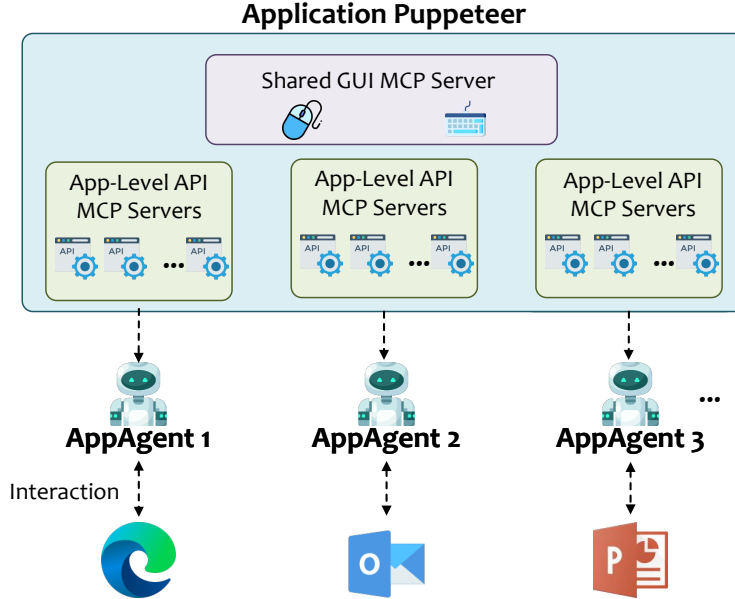 Application Puppeteer
Shared GUI MCP Server
App-Level API
MCP Servers
API
API
...
API
App-Level API
MCP Servers
API
API
...
API
App-Level API
MCP Servers
API
API
...
API
AppAgent 1
AppAgent 2
AppAgent 3
...
Interaction
O
P